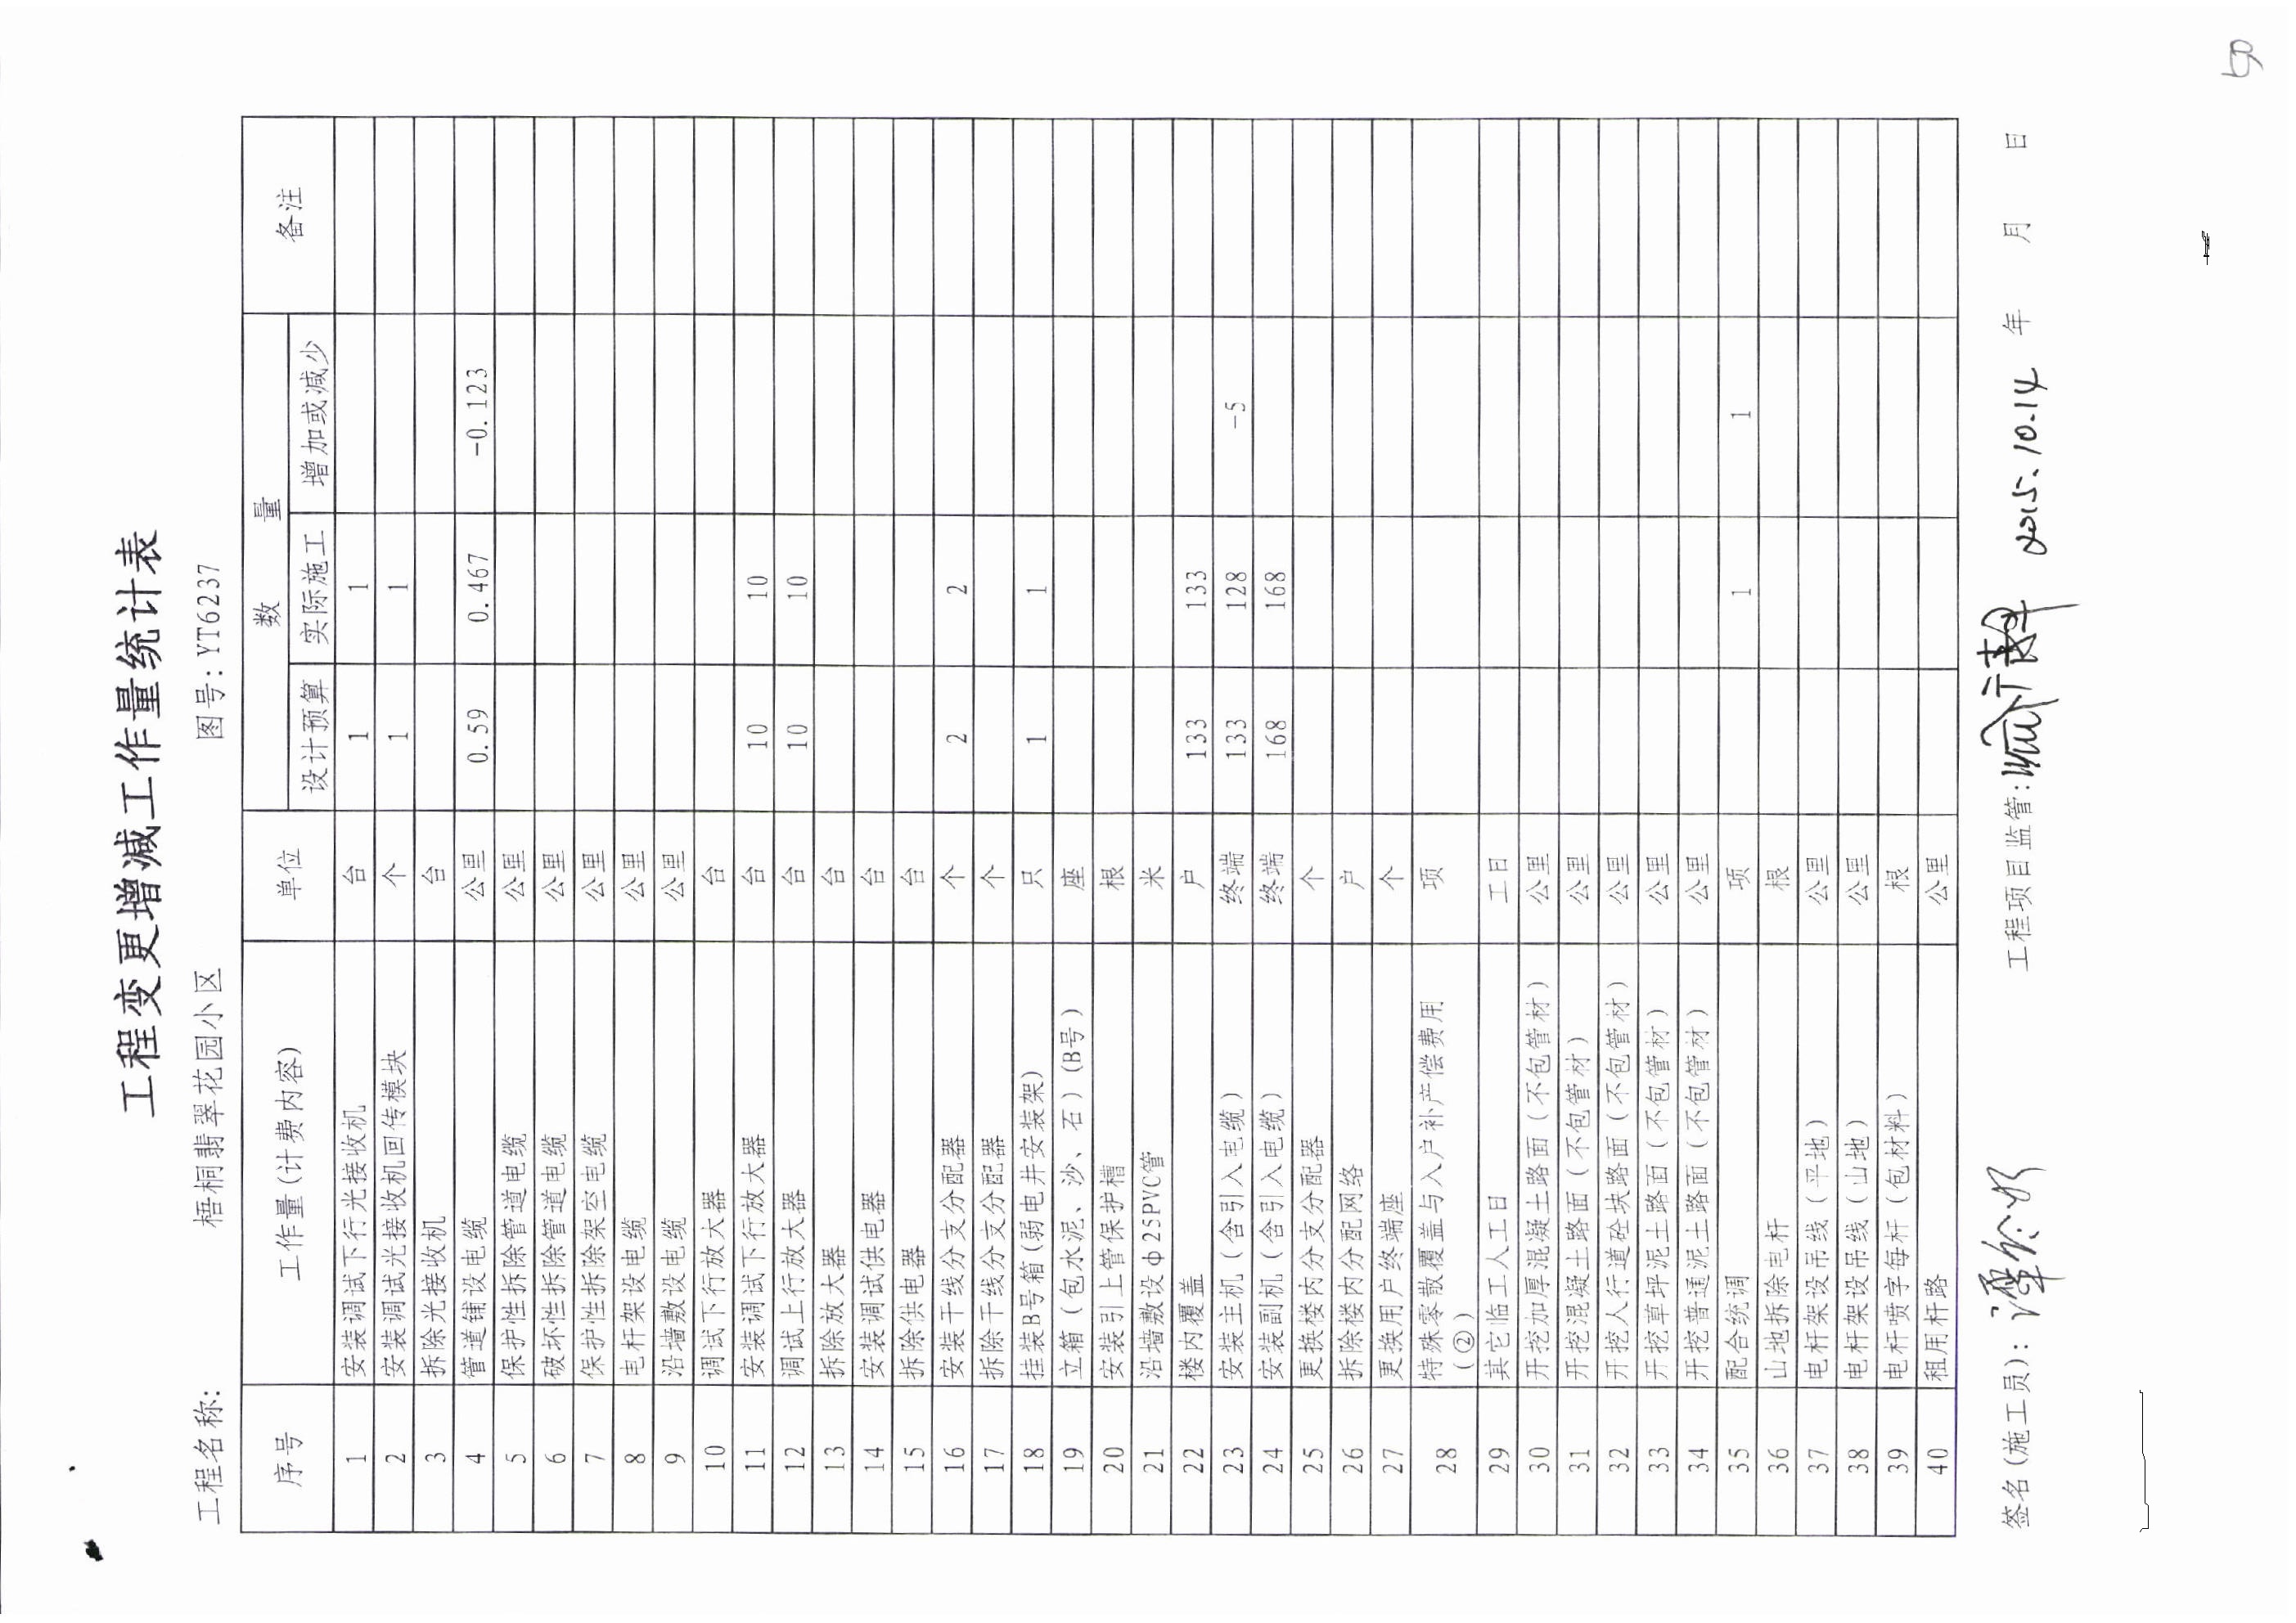 50
工程变更增减工作量统计表
工程名称: 梧桐翡翠花园小区 图号:YT6237
序号 工作量(计费内容) 单位 数 量 备注
设计预算 实际施工 增加或减少
1 安装调试下行光接收机 台 1 1
2 安装调试光接收机回传模块 个 1 1
3 拆除光接收机 台
4 管道铺设电缆 公里 0.59 0.467 -0.123
5 保护性拆除管道电缆 公里
6 破坏性拆除管道电缆 公里
7 保护性拆除架空电缆 公里
8 电杆架设电缆 公里
9 沿墙敷设电缆 公里
10 调试下行放大器 台
11 安装调试下行放大器 台 10 10
12 调试上行放大器 台 10 10
13 拆除放大器 台
14 安装调试供电器 台
15 拆除供电器 台
16 安装干线分支分配器 个 2 2
17 拆除干线分支分配器 个
18 挂装B号箱(弱电井安装架) 只 1 1
19 立箱(包水泥、沙、石)(B号) 座
20 安装引上管保护槽 根
21 沿墙敷设φ25PVC管 米
22 楼内覆盖 户 133 133
23 安装主机(含引入电缆) 终端 133 128 -5
24 安装副机(含引入电缆) 终端 168 168
25 更换楼内分支分配器 个
26 拆除楼内分配网络 户
27 更换用户终端座 个
28 特殊零散覆盖与入户补产偿费用 项
(②)
29 其它临工人工日 工日
30 开挖加厚混凝土路面(不包管材) 公里
31 开挖混凝土路面(不包管材) 公里
32 开挖人行道砼块路面(不包管材) 公里
33 开挖草坪泥土路面(不包管材) 公里
34 开挖普通泥土路面(不包管材) 公里
35 配合统调 项 1 1
36 山地拆除电杆 根
37 电杆架设吊线(平地) 公里
38 电杆架设吊线(山地) 公里
39 电杆喷字每杆(包材料) 根
40 租用杆路 公里
签名(施工员): 工程项目监管: 2015.10.14 年 月 日